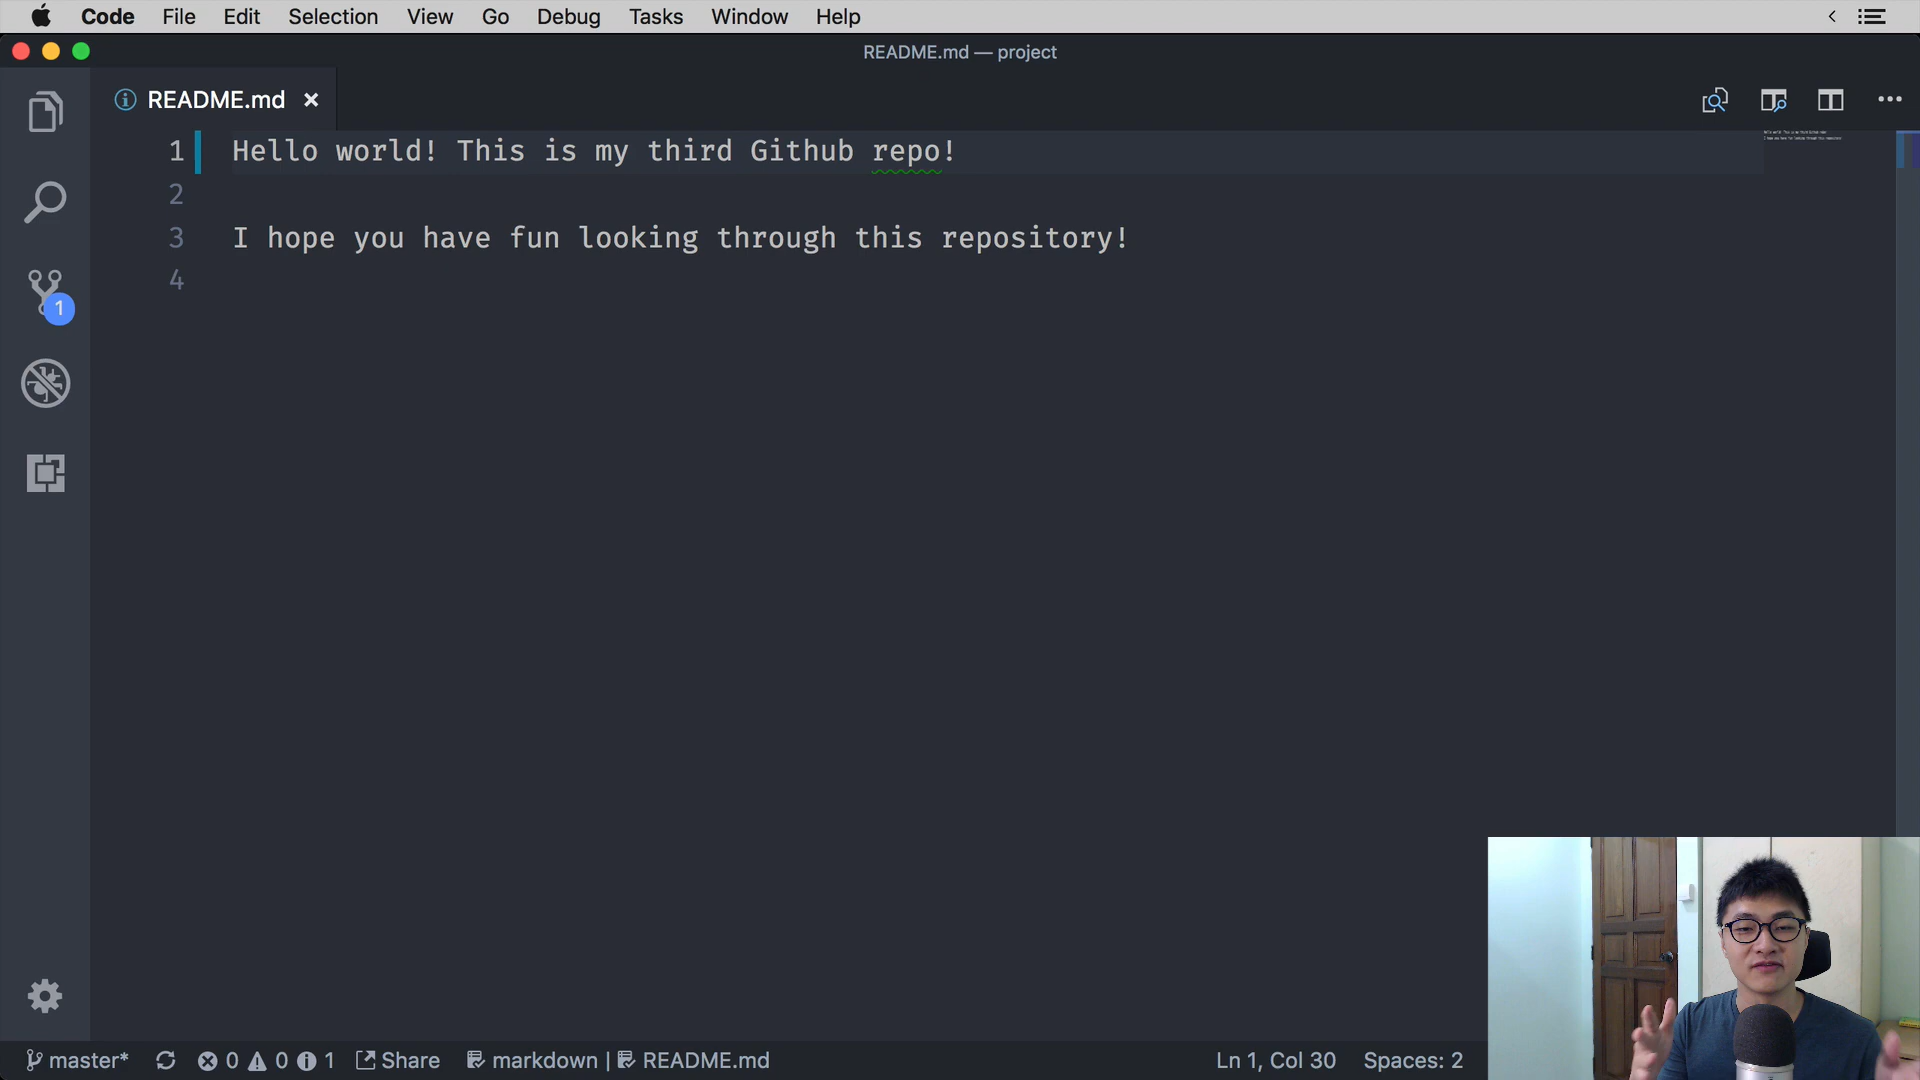 Code File Edit Selection View Go Debug Tasks Window Help
README.md — project
README.md
1 Hello world! This is my third Github repo!
2
3 I hope you have fun looking through this repository!
4
1
master* 0 0 1 Share markdown | README.md Ln 1, Col 30 Spaces: 2